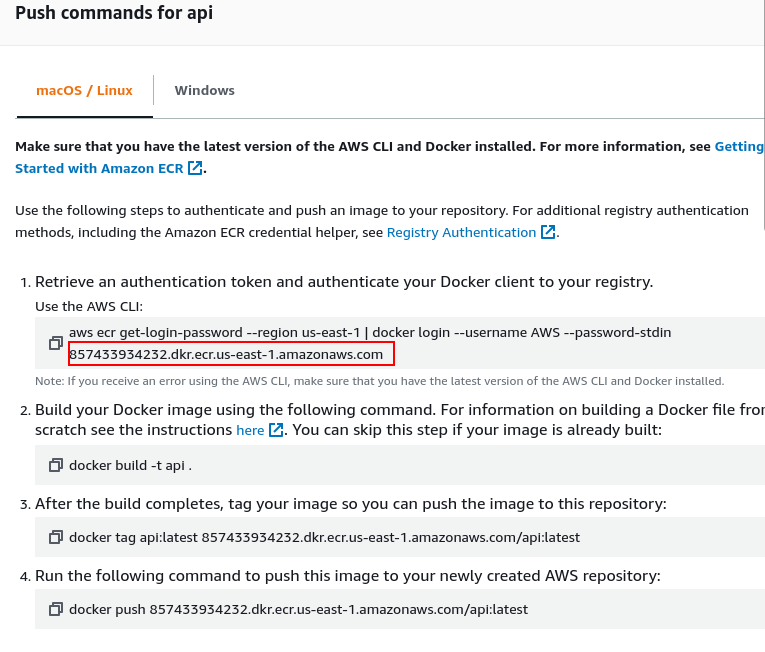 Push commands for api
macOS / Linux
Windows
Make sure that you have the latest version of the AWS CLI and Docker installed. For more information, see Getting
Started with Amazon ECR.
Use the following steps to authenticate and push an image to your repository. For additional registry authentication
methods, including the Amazon ECR credential helper, see Registry Authentication.
1. Retrieve an authentication token and authenticate your Docker client to your registry.
Use the AWS CLI:
aws ecr get-login-password --region us-east-1 | docker login --username AWS --password-stdin
857433934232.dkr.ecr.us-east-1.amazonaws.com
Note: If you receive an error using the AWS CLI, make sure that you have the latest version of the AWS CLI and Docker installed.
2. Build your Docker image using the following command. For information on building a Docker file from
scratch see the instructions here. You can skip this step if your image is already built:
docker build -t api .
3. After the build completes, tag your image so you can push the image to this repository:
docker tag api:latest 857433934232.dkr.ecr.us-east-1.amazonaws.com/api:latest
4. Run the following command to push this image to your newly created AWS repository:
docker push 857433934232.dkr.ecr.us-east-1.amazonaws.com/api:latest